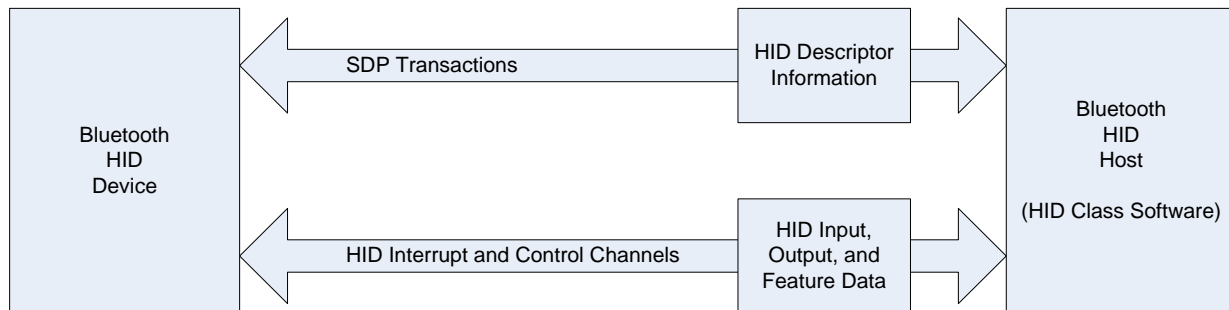 Bluetooth
HID
Device
SDP Transactions
HID Descriptor
Information
HID Interrupt and Control Channels
HID Input,
Output, and
Feature Data
Bluetooth
HID
Host
(HID Class Software)